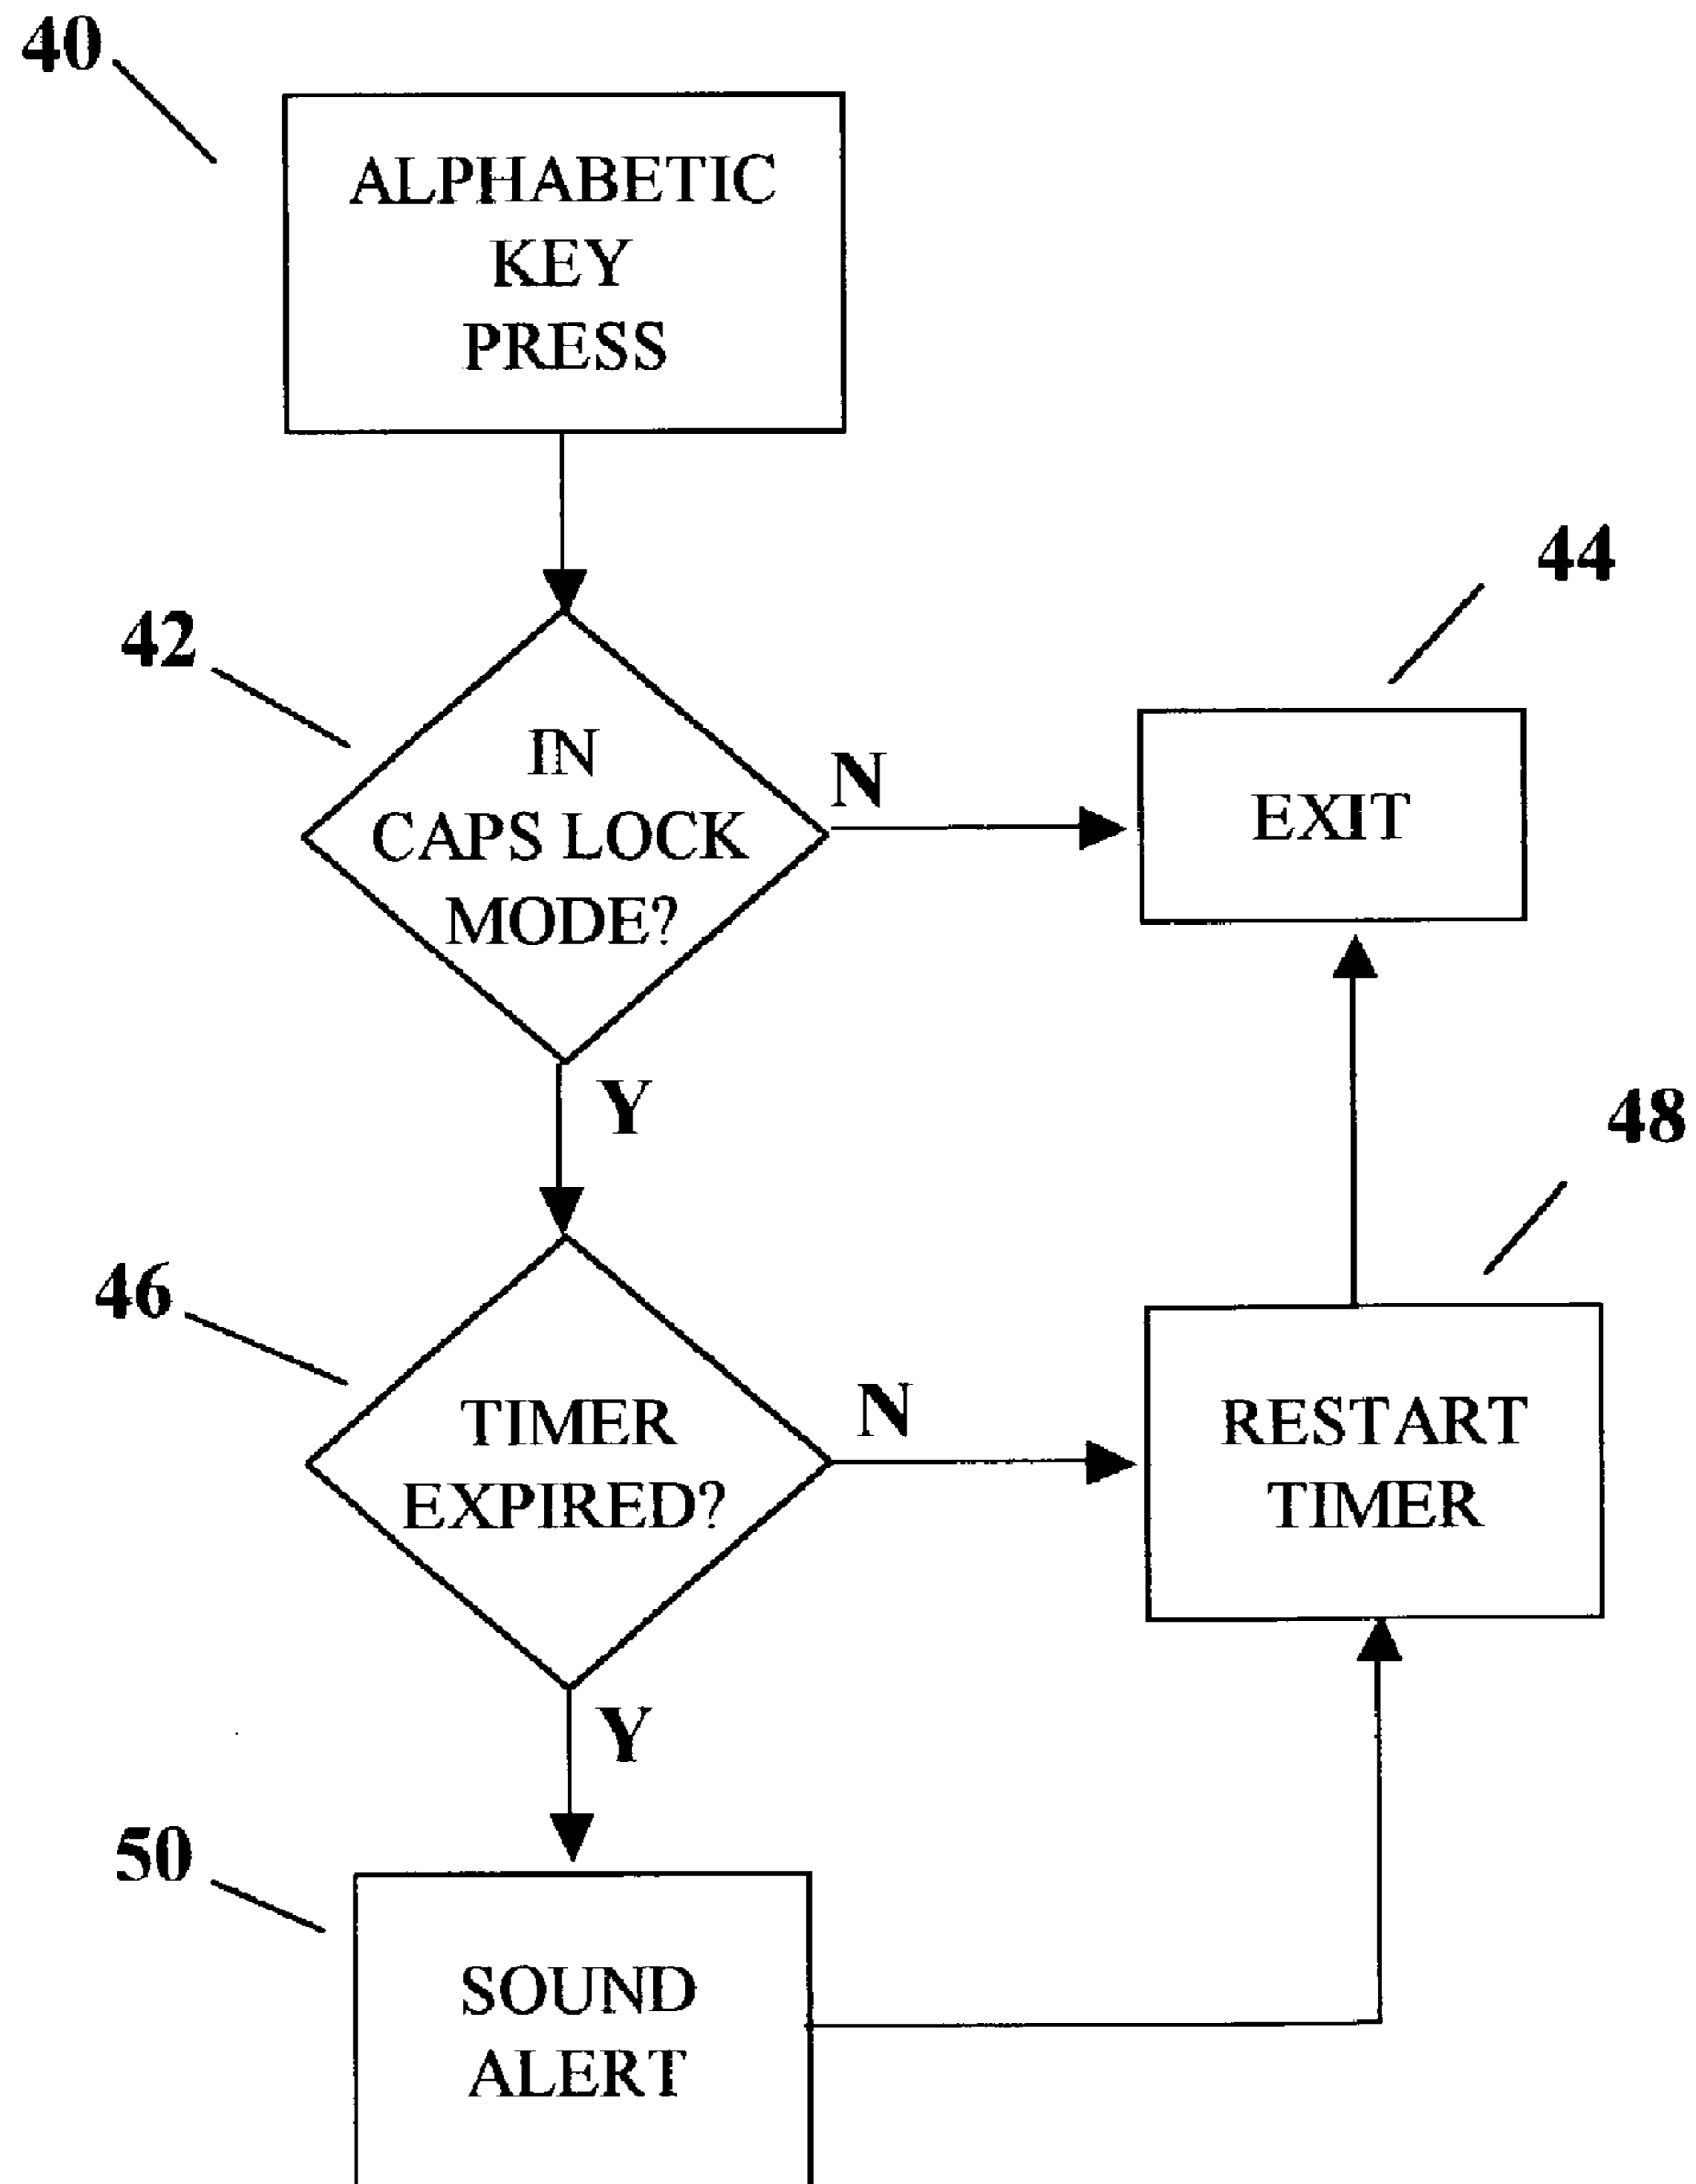 40
ALPHABETIC
KEY
PRESS
44
42
IN
CAPS LOCK
MODE?
N
EXIT
Y
48
46
TIMER
EXPIRED?
N
RESTART
TIMER
Y
50
SOUND
ALERT